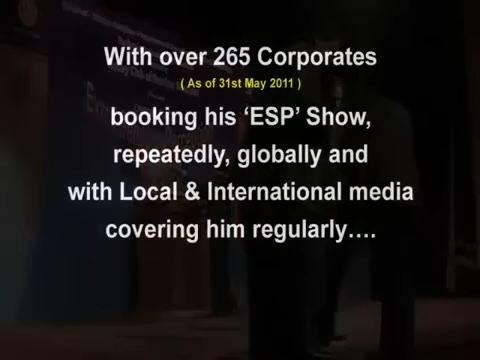 With over 265 Corporates
( As of 31st May 2011 )
booking his ‘ESP’ Show,
repeatedly, globally and
with Local & International media
covering him regularly….